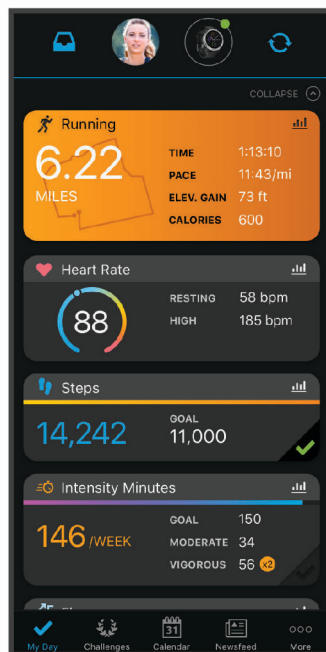 COLLAPSE
Running
6.22
MILES
TIME 1:13:10
PACE 11:43/mi
ELEV. GAIN 73 ft
CALORIES 600
Heart Rate
88
RESTING 58 bpm
HIGH 185 bpm
Steps
14,242
GOAL
11,000
Intensity Minutes
146 /WEEK
GOAL 150
MODERATE 34
VIGOROUS 56 x2
31
My Day Challenges Calendar Newsfeed More